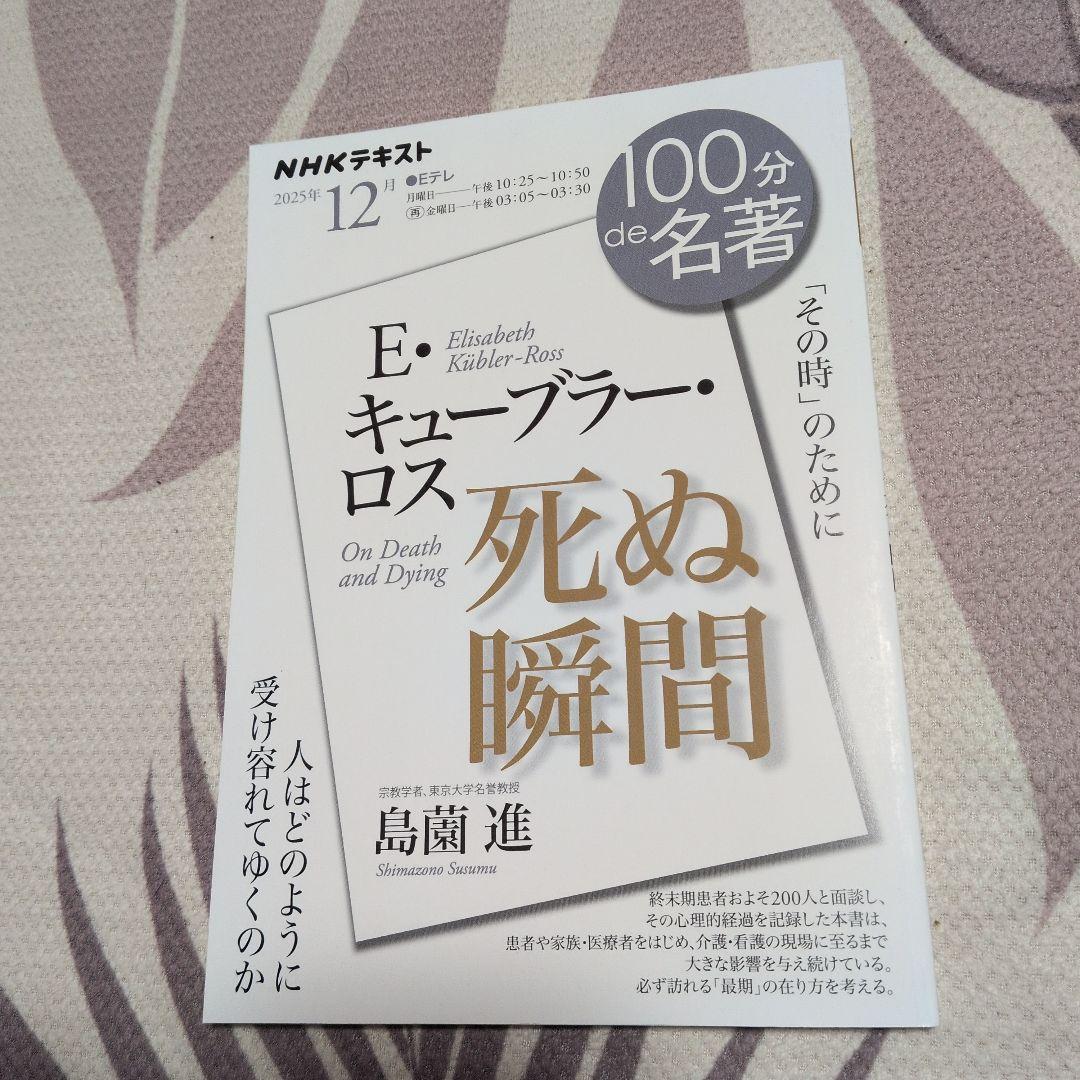 NHKテキスト
2025年 12月
●Eテレ
月曜日――午後10:25～10:50
再 金曜日―午後03:05～03:30
100分
de名著
「その時」のために
E・
Elisabeth
Kübler-Ross
キューブラー・
ロス
On Death
and Dying
死ぬ
瞬間
宗教学者、東京大学名誉教授
島薗 進
Shimazono Susumu
人はどのように
受け容れてゆくのか
終末期患者およそ200人と面談し、
その心理的経過を記録した本書は、
患者や家族・医療者をはじめ、介護・看護の現場に至るまで
大きな影響を与え続けている。
必ず訪れる「最期」の在り方を考える。